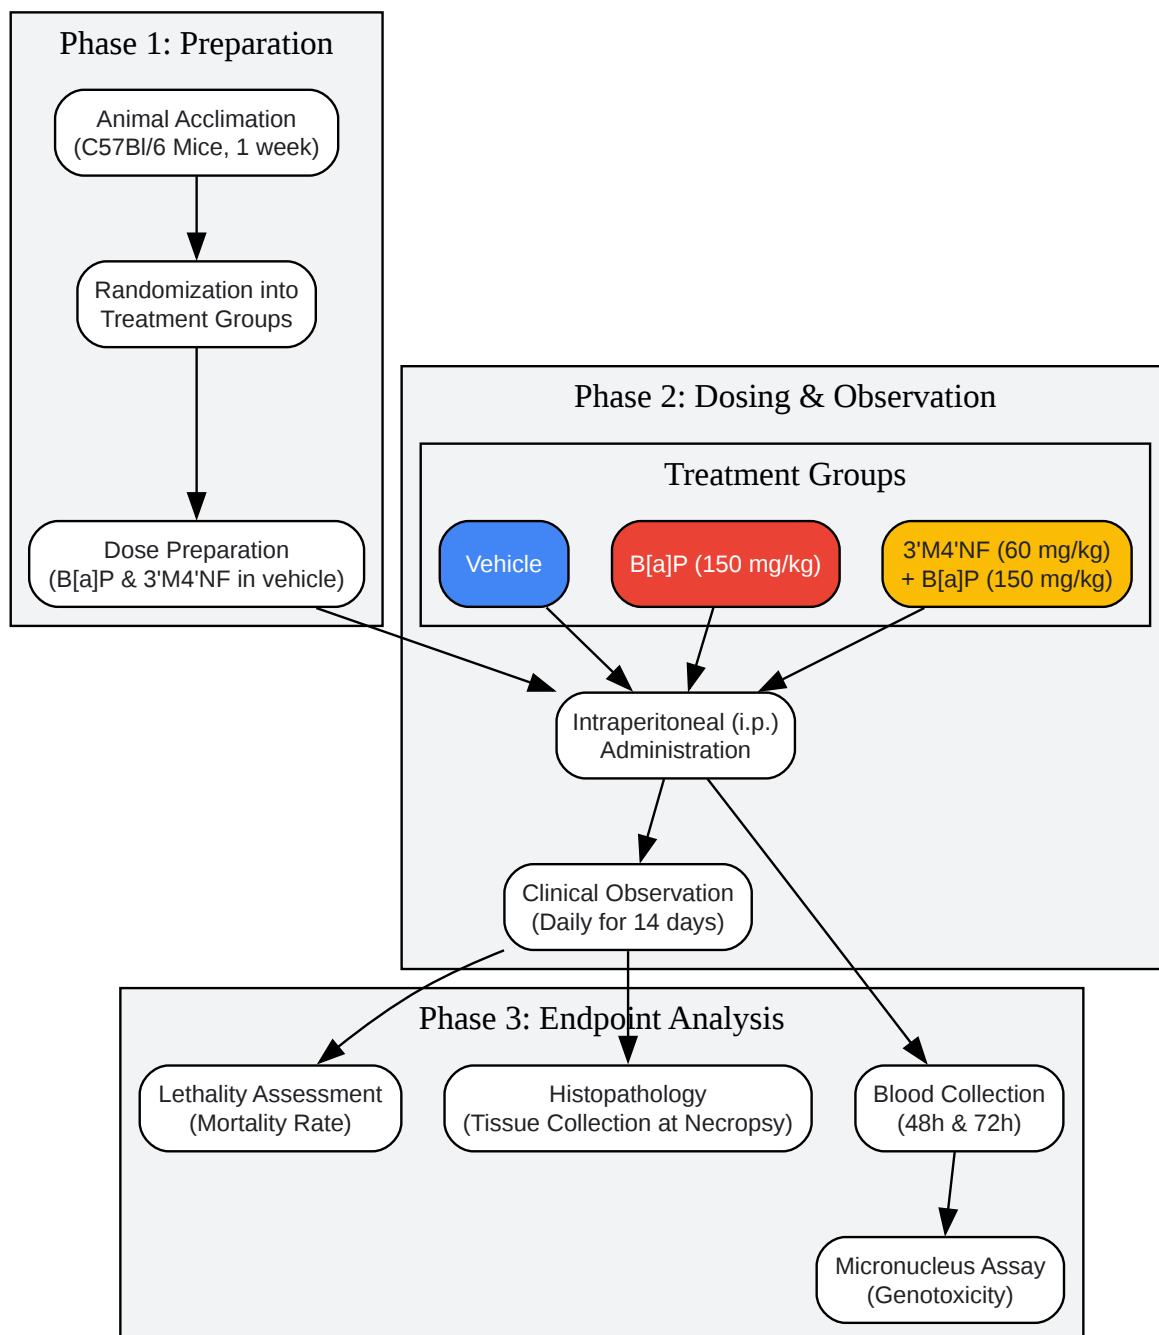 Phase 1: Preparation
Animal Acclimation
(C57Bl/6 Mice, 1 week)
Randomization into
Treatment Groups
Dose Preparation
(B[a]P & 3'M4'NF in vehicle)
Phase 2: Dosing & Observation
Treatment Groups
Vehicle
B[a]P (150 mg/kg)
3'M4'NF (60 mg/kg)
+ B[a]P (150 mg/kg)
Intraperitoneal (i.p.)
Administration
Clinical Observation
(Daily for 14 days)
Phase 3: Endpoint Analysis
Lethality Assessment
(Mortality Rate)
Histopathology
(Tissue Collection at Necropsy)
Blood Collection
(48h & 72h)
Micronucleus Assay
(Genotoxicity)